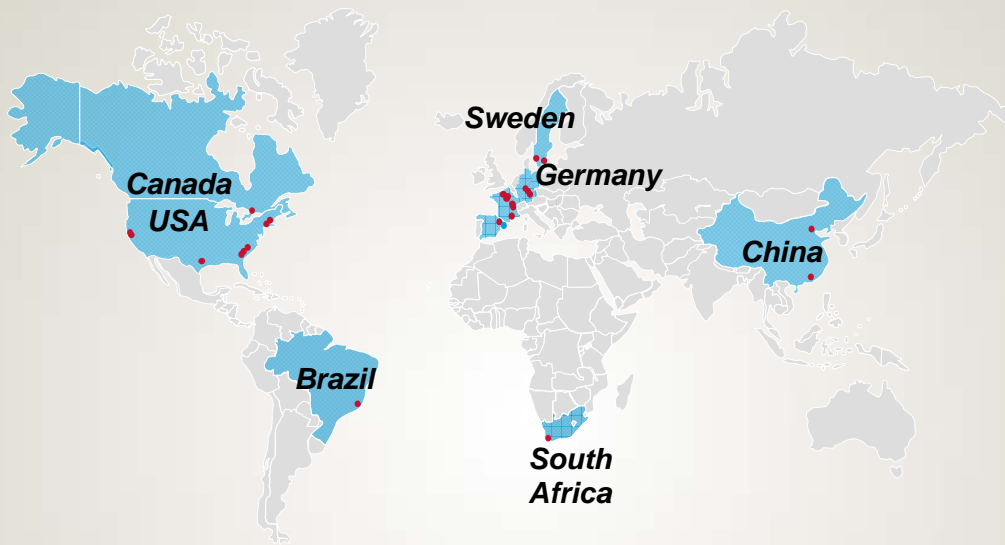 Sweden
Germany
Canada
USA
China
Brazil
South
Africa